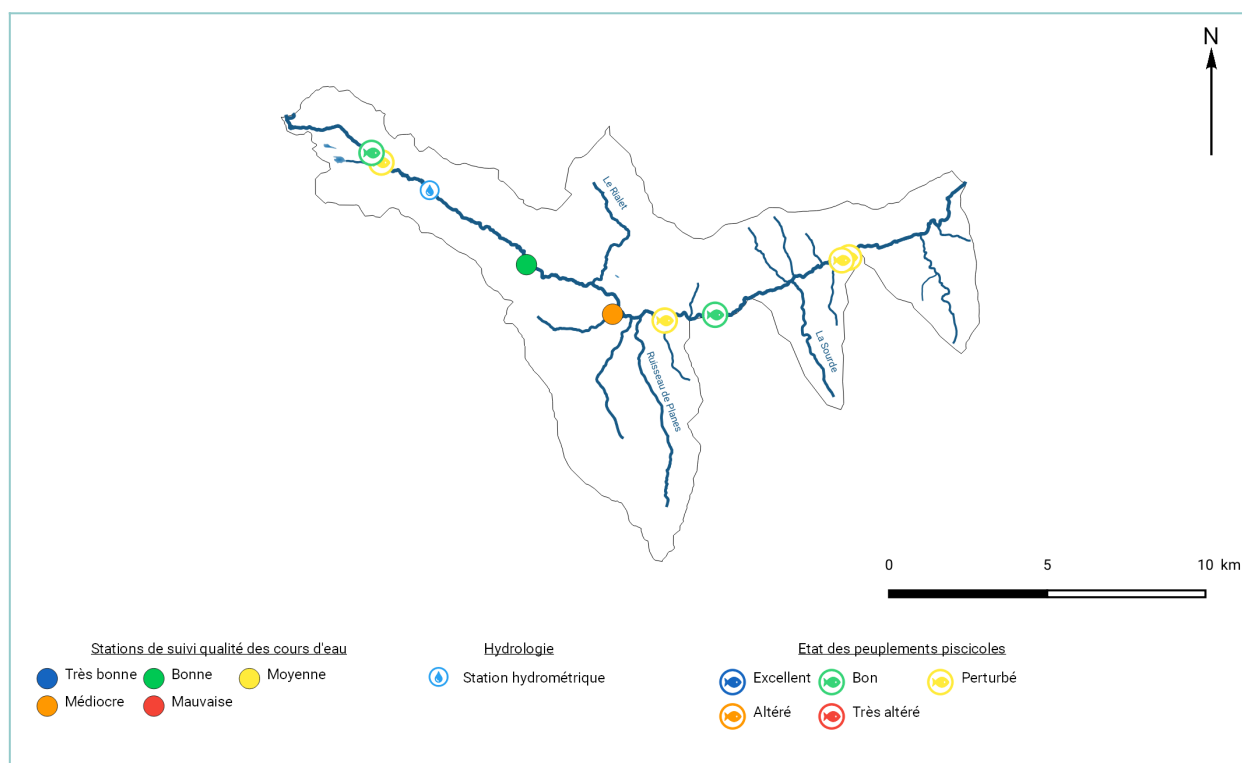 N
Le Rialet
La Sourde
Ruisseau de Planes
0 5 10 km
Stations de suivi qualité des cours d'eau
Très bonne Bonne Moyenne
Médiocre Mauvaise
Hydrologie
Station hydrométrique
Etat des peuplements piscicoles
Excellent Bon Perturbé
Altéré Très altéré